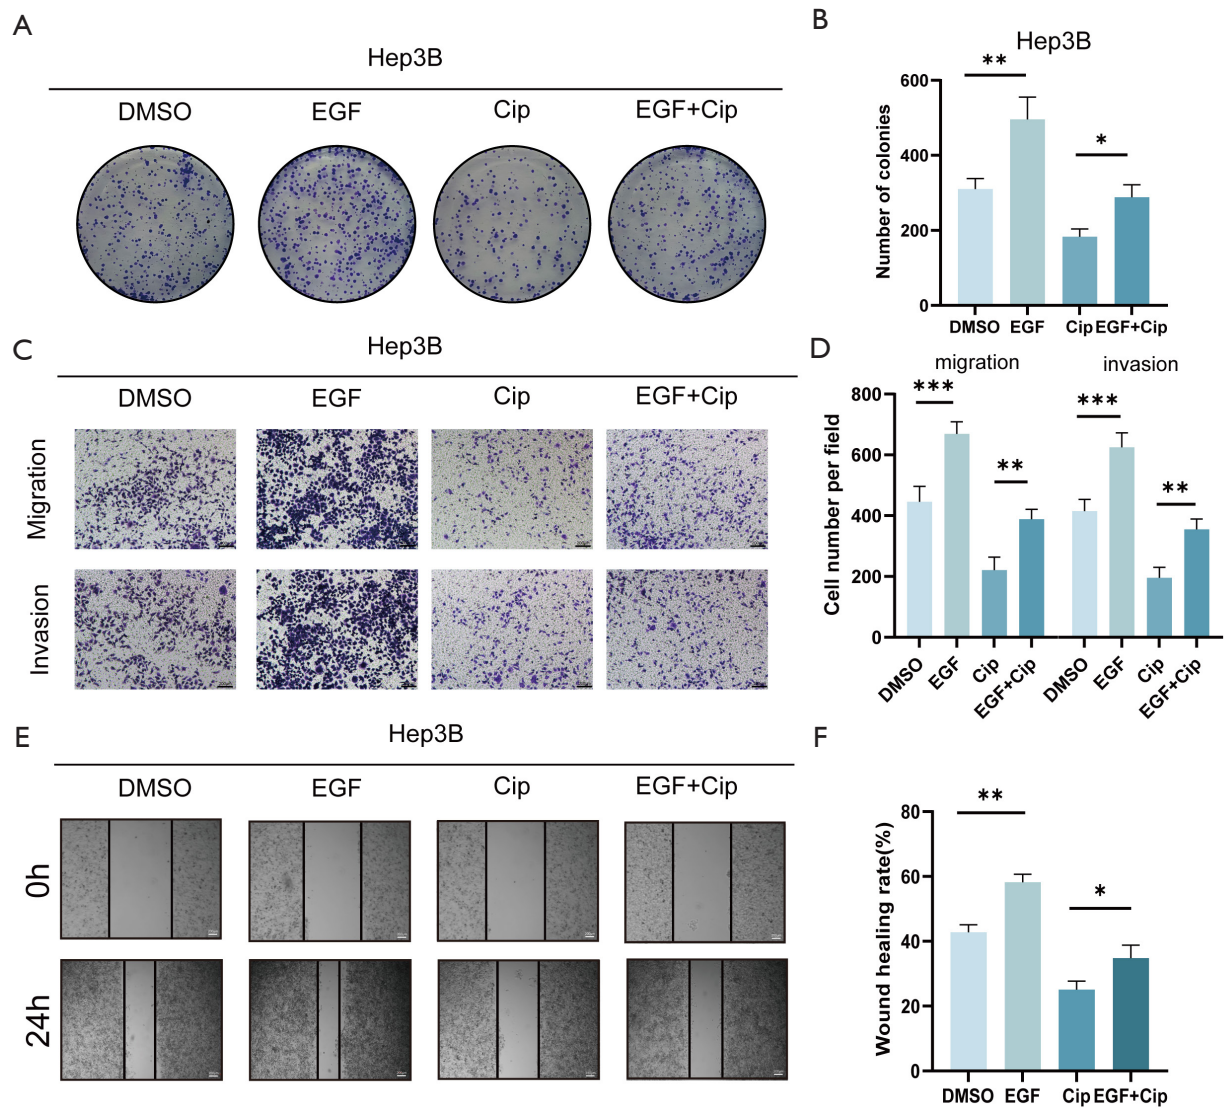 A
Hep3B
DMSO EGF Cip EGF+Cip
B
Hep3B
**
*
Number of colonies
600
400
200
0
DMSO EGF Cip EGF+Cip
C
Hep3B
DMSO EGF Cip EGF+Cip
Migration
Invasion
D
migration invasion
*** ** *** **
Cell number per field
800
600
400
200
0
DMSO EGF Cip EGF+Cip DMSO EGF Cip EGF+Cip
E
Hep3B
DMSO EGF Cip EGF+Cip
0h
24h
F
**
*
Wound healing rate(%)
80
60
40
20
0
DMSO EGF Cip EGF+Cip